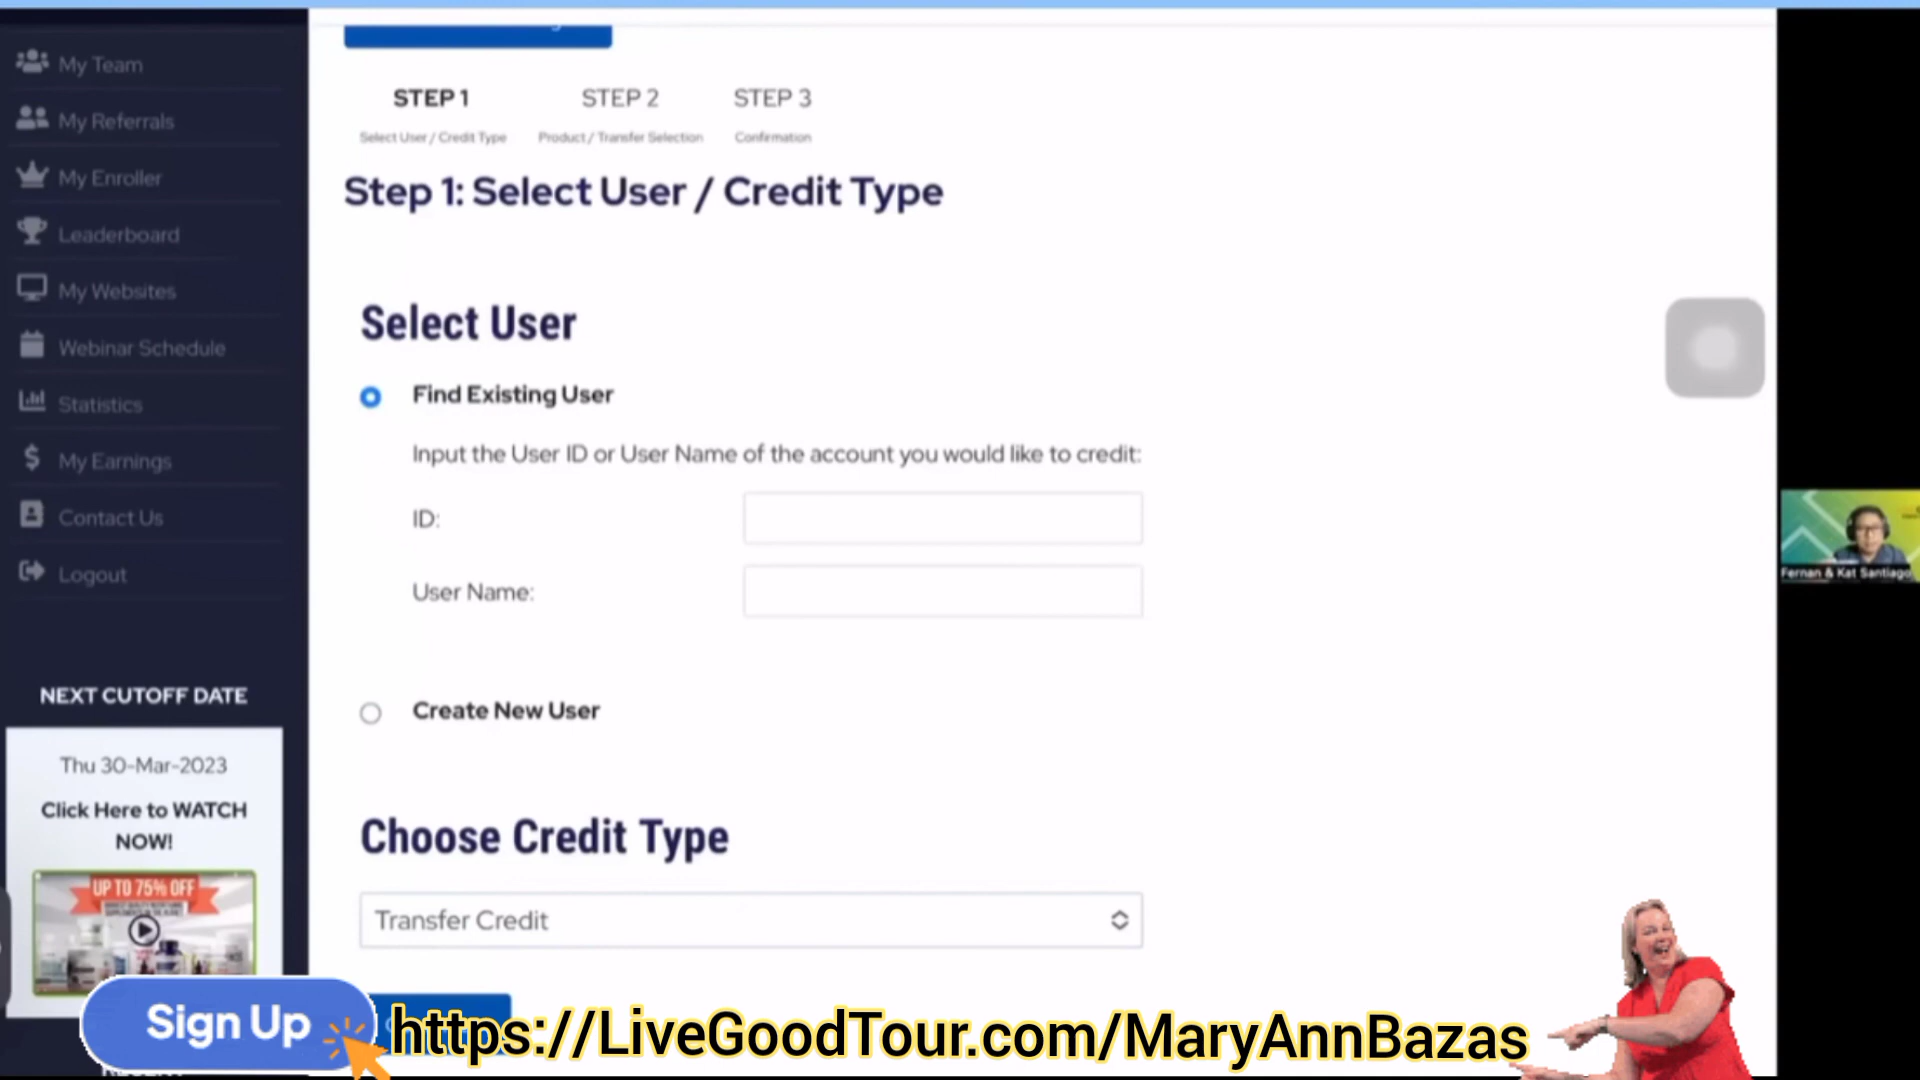 My Team
My Referrals
My Enroller
Leaderboard
My Websites
Webinar Schedule
Statistics
My Earnings
Contact Us
Logout
NEXT CUTOFF DATE
Thu 30-Mar-2023
Click Here to WATCH
NOW!
UP TO 75% OFF
STEP 1 STEP 2 STEP 3
Select User / Credit Type Product / Transfer Selection Confirmation
Step 1: Select User / Credit Type
Select User
Find Existing User
Input the User ID or User Name of the account you would like to credit:
ID:
User Name:
Create New User
Choose Credit Type
Transfer Credit
Fernan & Kat Santiago
Sign Up
https://LiveGoodTour.com/MaryAnnBazas